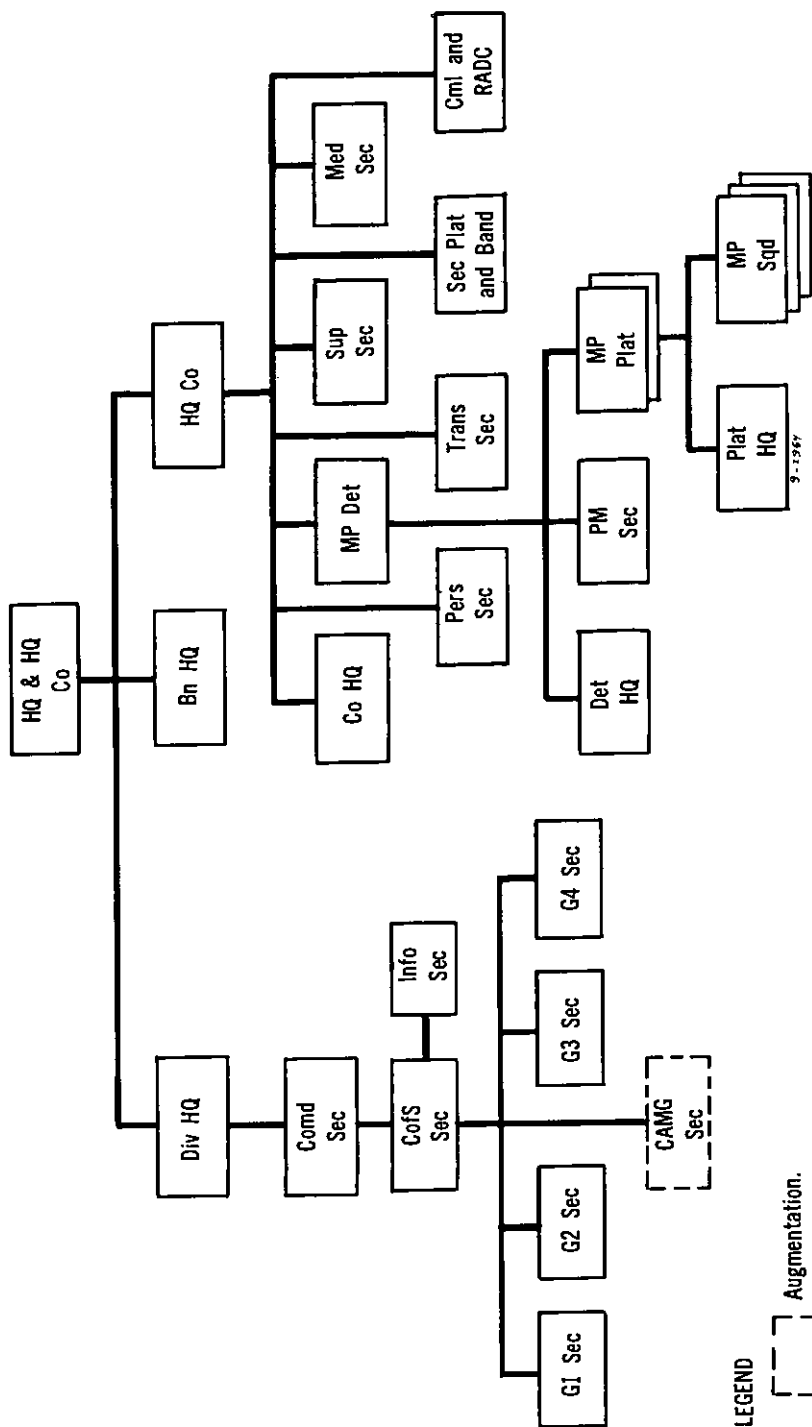 HQ & HQ
Co
Div HQ
Bn HQ
HQ Co
Comd
Sec
CofS
Sec
Info
Sec
G1 Sec
G2 Sec
G3 Sec
G4 Sec
CAMG
Sec
Co HQ
MP Det
Sup
Sec
Med
Sec
Pers
Sec
Trans
Sec
Sec Plat
and Band
Cml and
RADC
Det
HQ
PM
Sec
MP
Plat
Plat
HQ
MP
Sqd
9-1964
LEGEND
Augmentation.